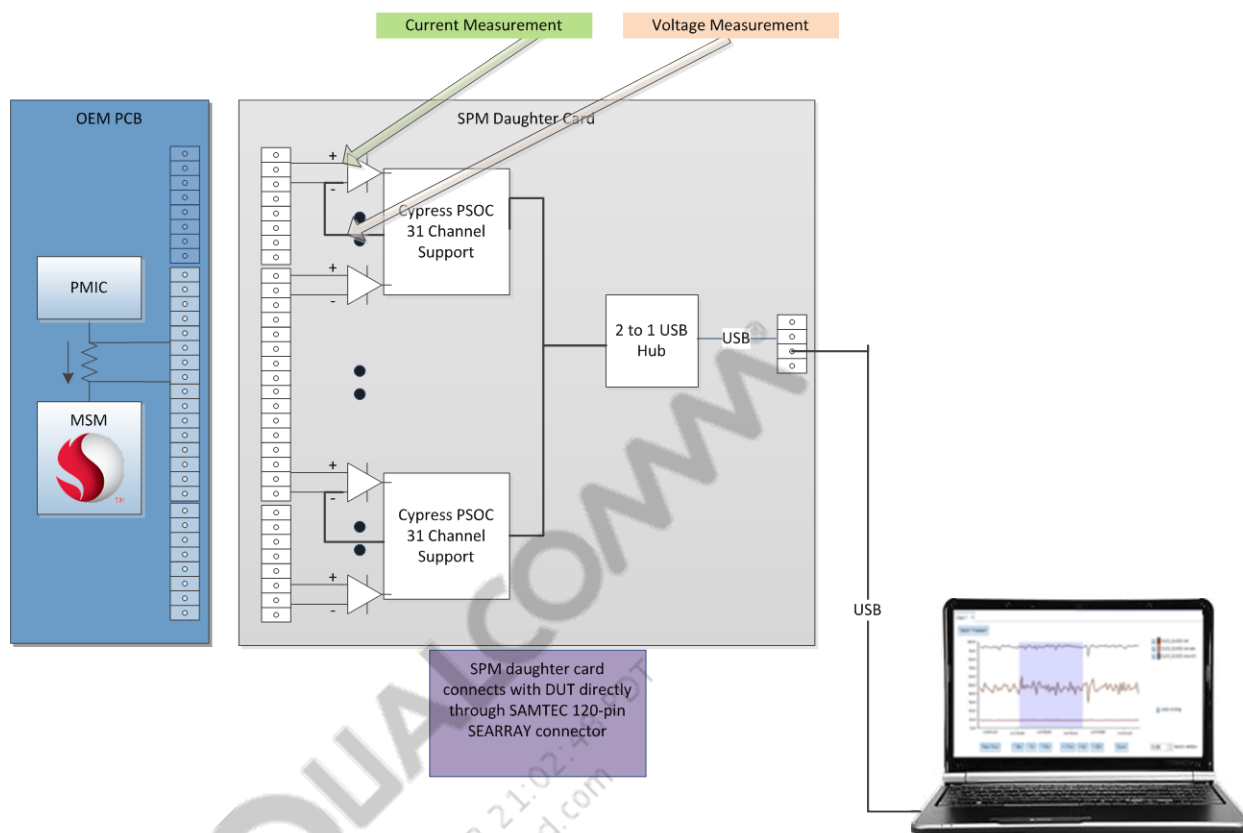 Current Measurement
Voltage Measurement
OEM PCB
SPM Daughter Card
+
-
Cypress PSOC
31 Channel
Support
+
-
PMIC
2 to 1 USB
Hub
USB
MSM
+
-
Cypress PSOC
31 Channel
Support
+
-
USB
SPM daughter card
connects with DUT directly
through SAMTEC 120-pin
SEARRAY connector
QUALCOMM®